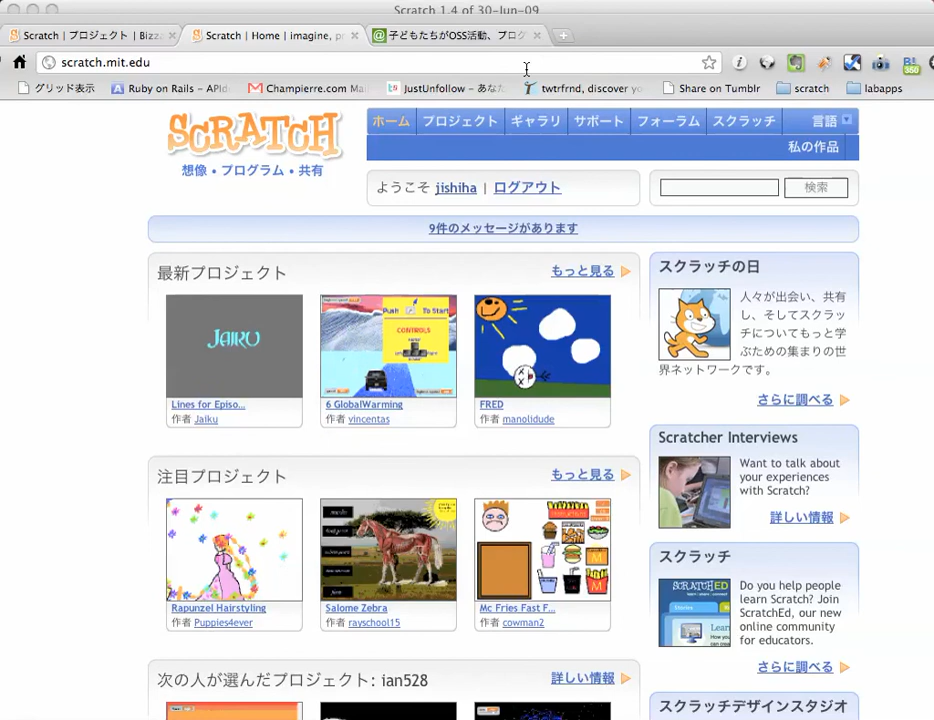 Scratch 1.4 of 30-Jun-09
Scratch | プロジェクト | Bizz
Scratch | Home | imagine, pr
子どもたちがOSS活動、プログ
scratch.mit.edu
グリッド表示
Ruby on Rails – APId
Champierre.com Ma
JustUnfollow – あなた
twtrfrnd, discover yo
Share on Tumblr
scratch
labapps
SCRATCH
想像・プログラム・共有
ホーム
プロジェクト
ギャラリ
サポート
フォーラム
スクラッチ
言語
私の作品
ようこそ jishiha | ログアウト
検索
9件のメッセージがあります
最新プロジェクト
もっと見る
JAIKU
Push To Start
CONTROLS
Lines for Episo...
作者 Jaiku
6 GlobalWarming
作者 vincentas
FRED
作者 manolidude
注目プロジェクト
もっと見る
Rapunzel Hairstyling
作者 Puppies4ever
Salome Zebra
作者 rayschool15
Mc Fries Fast F...
作者 cowman2
次の人が選んだプロジェクト: ian528
詳しい情報
スクラッチの日
人々が出会い、共有
し、そしてスクラッ
チについてもっと学
ぶための集まりの世
界ネットワークです。
さらに調べる
Scratcher Interviews
Want to talk about
your experiences
with Scratch?
詳しい情報
スクラッチ
SCRATCHED
Stories
Learn
Do you help people
learn Scratch? Join
ScratchEd, our new
online community
for educators.
さらに調べる
スクラッチデザインスタジオ